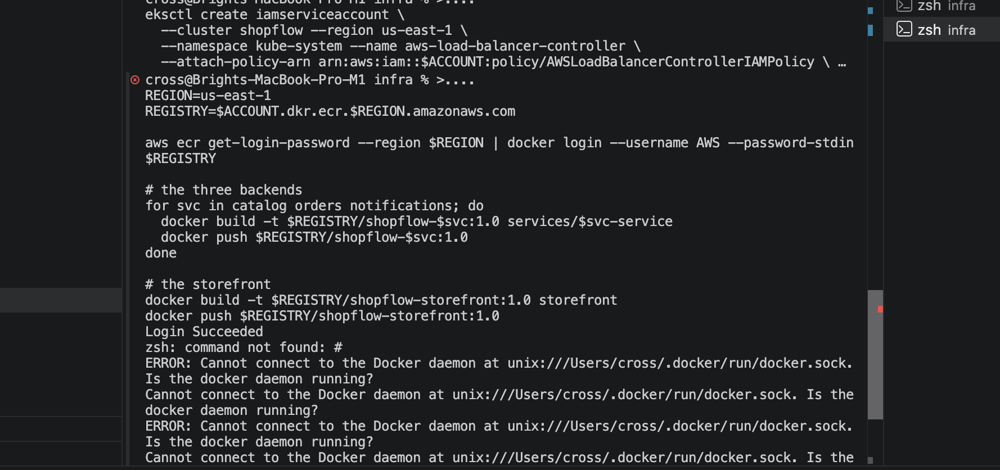 cross@Brights-MacBook-Pro-M1 infra % >....
eksctl create iamserviceaccount \
  --cluster shopflow --region us-east-1 \
  --namespace kube-system --name aws-load-balancer-controller \
  --attach-policy-arn arn:aws:iam::$ACCOUNT:policy/AWSLoadBalancerControllerIAMPolicy \ …
cross@Brights-MacBook-Pro-M1 infra % >....
REGION=us-east-1
REGISTRY=$ACCOUNT.dkr.ecr.$REGION.amazonaws.com

aws ecr get-login-password --region $REGION | docker login --username AWS --password-stdin
$REGISTRY

# the three backends
for svc in catalog orders notifications; do
  docker build -t $REGISTRY/shopflow-$svc:1.0 services/$svc-service
  docker push $REGISTRY/shopflow-$svc:1.0
done

# the storefront
docker build -t $REGISTRY/shopflow-storefront:1.0 storefront
docker push $REGISTRY/shopflow-storefront:1.0
Login Succeeded
zsh: command not found: #
ERROR: Cannot connect to the Docker daemon at unix:///Users/cross/.docker/run/docker.sock.
Is the docker daemon running?
Cannot connect to the Docker daemon at unix:///Users/cross/.docker/run/docker.sock. Is the
docker daemon running?
ERROR: Cannot connect to the Docker daemon at unix:///Users/cross/.docker/run/docker.sock.
Is the docker daemon running?
Cannot connect to the Docker daemon at unix:///Users/cross/.docker/run/docker.sock. Is the
zsh infra
zsh infra